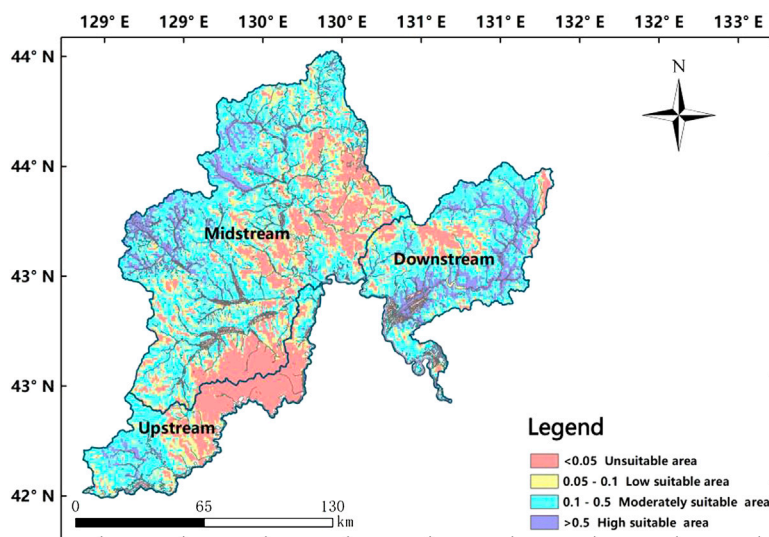 129° E 129° E 130° E 130° E 131° E 131° E 132° E 132° E 133° E
44° N
N
44° N
Midstream
Downstream
43° N
43° N
Upstream
Legend
<0.05 Unsuitable area
0.05 - 0.1 Low suitable area
42° N
0.1 - 0.5 Moderately suitable area
0 65 130
km
>0.5 High suitable area